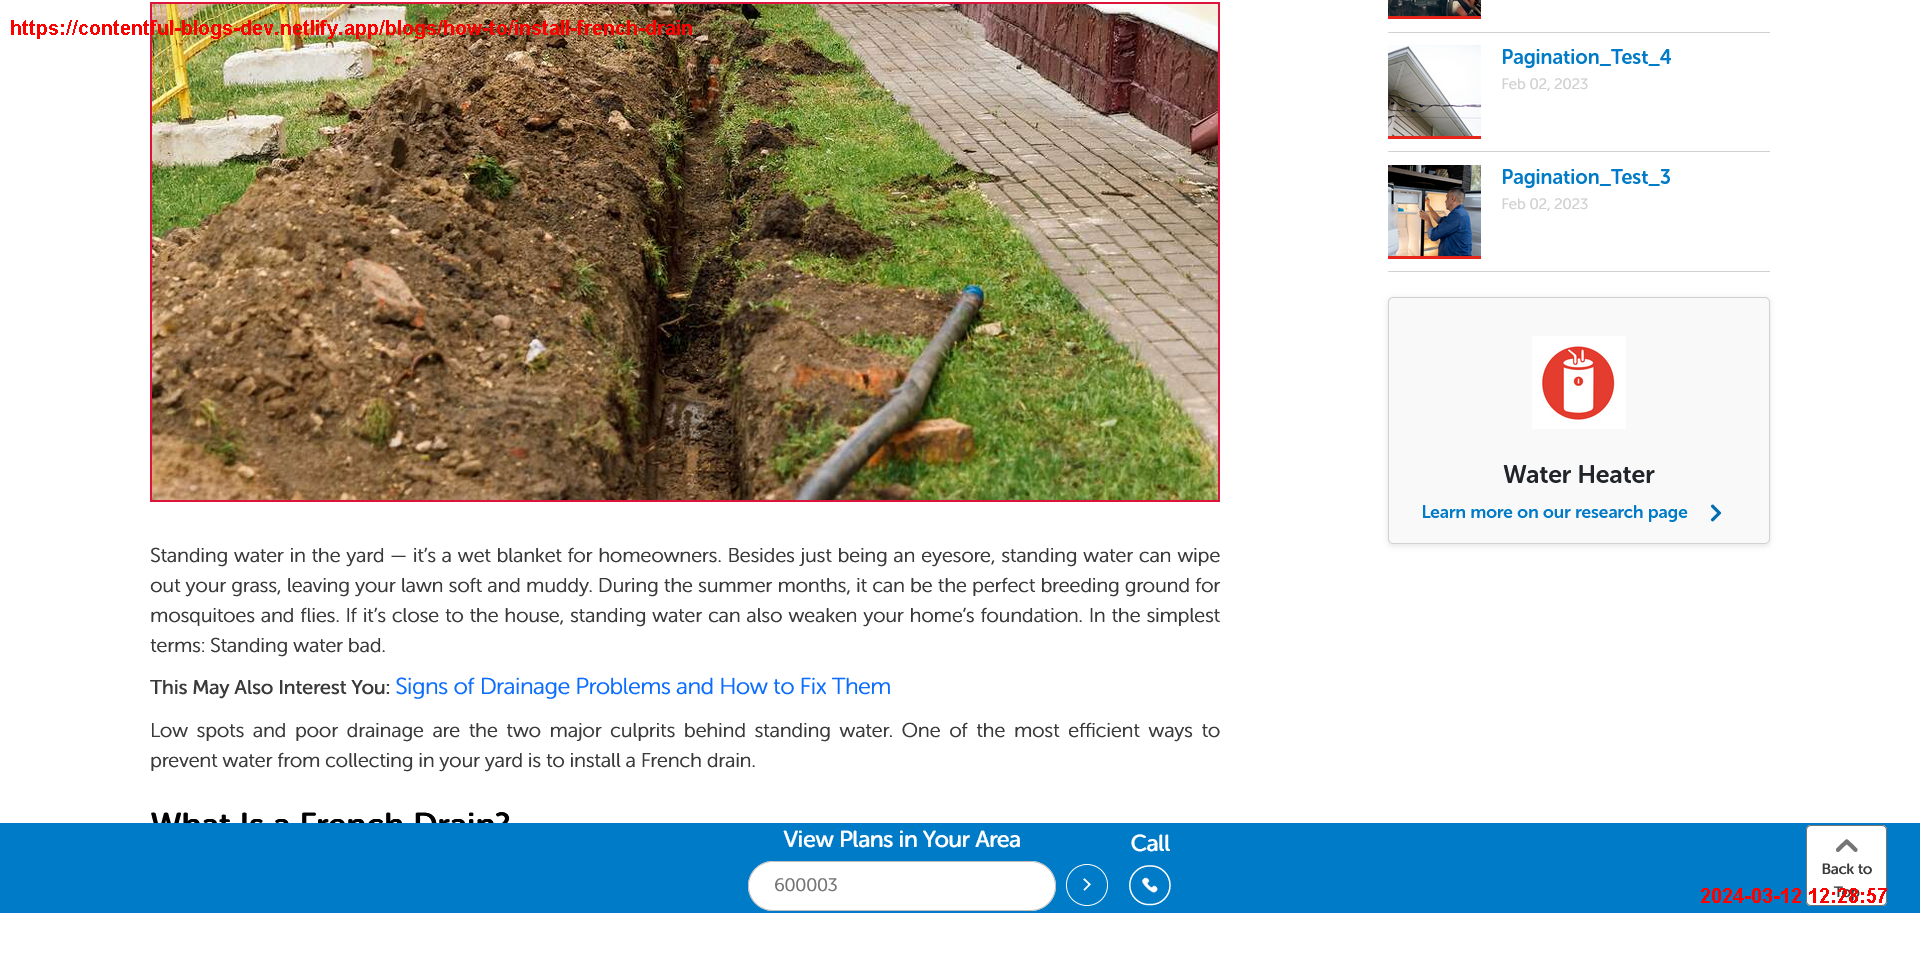 https://contentful-blogs-dev.netlify.app/blogs/how-to/install-french-drain
Pagination_Test_4
Feb 02, 2023
Pagination_Test_3
Feb 02, 2023
Water Heater
Learn more on our research page
Standing water in the yard — it’s a wet blanket for homeowners. Besides just being an eyesore, standing water can wipe
out your grass, leaving your lawn soft and muddy. During the summer months, it can be the perfect breeding ground for
mosquitoes and flies. If it’s close to the house, standing water can also weaken your home’s foundation. In the simplest
terms: Standing water bad.
This May Also Interest You: Signs of Drainage Problems and How to Fix Them
Low spots and poor drainage are the two major culprits behind standing water. One of the most efficient ways to
prevent water from collecting in your yard is to install a French drain.
What Is a French Drain?
View Plans in Your Area
600003
Call
Back to
Top
2024-03-12 12:28:57